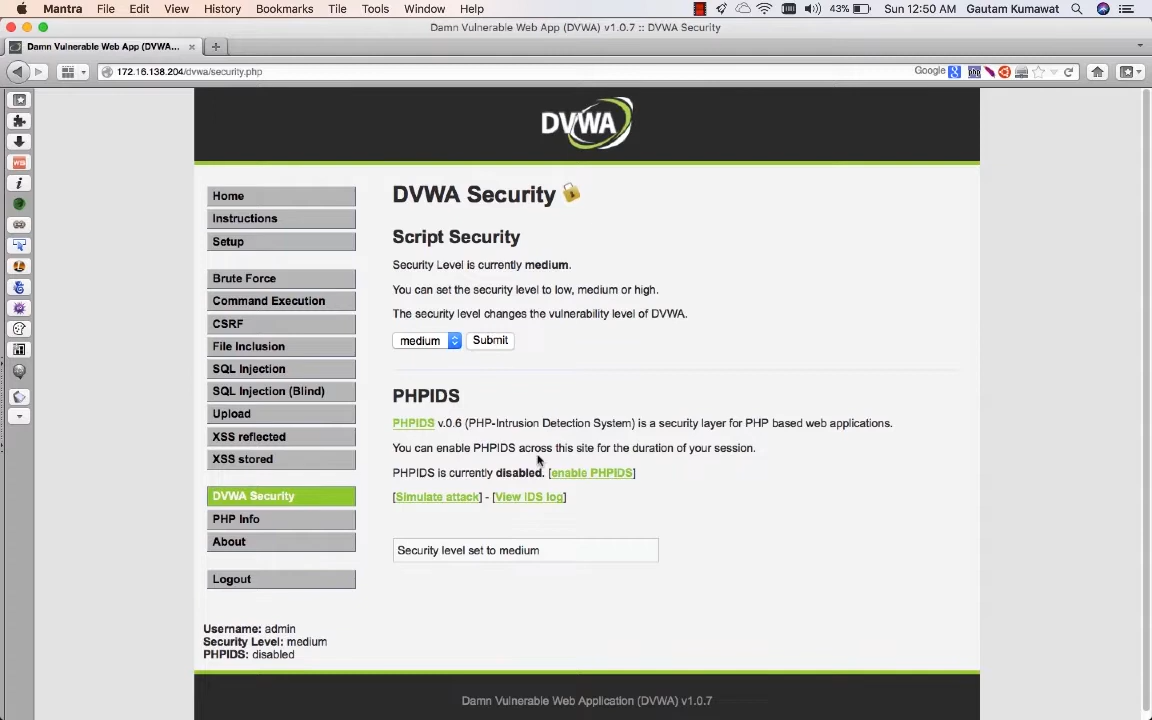 Mantra File Edit View History Bookmarks Tools Window Help 43% Sun 12:50 AM Gautam Kumawat
Damn Vulnerable Web App (DVWA) v1.0.7 :: DVWA Security
Damn Vulnerable Web App (DVWA...
172.16.138.204/dvwa/security.php Google
DVWA
Home
Instructions
Setup
Brute Force
Command Execution
CSRF
File Inclusion
SQL Injection
SQL Injection (Blind)
Upload
XSS reflected
XSS stored
DVWA Security
PHP Info
About
Logout
DVWA Security
Script Security
Security Level is currently medium.
You can set the security level to low, medium or high.
The security level changes the vulnerability level of DVWA.
medium Submit
PHPIDS
PHPIDS v.0.6 (PHP-Intrusion Detection System) is a security layer for PHP based web applications.
You can enable PHPIDS across this site for the duration of your session.
PHPIDS is currently disabled. [enable PHPIDS]
[Simulate attack] - [View IDS log]
Security level set to medium
Username: admin
Security Level: medium
PHPIDS: disabled
Damn Vulnerable Web Application (DVWA) v1.0.7